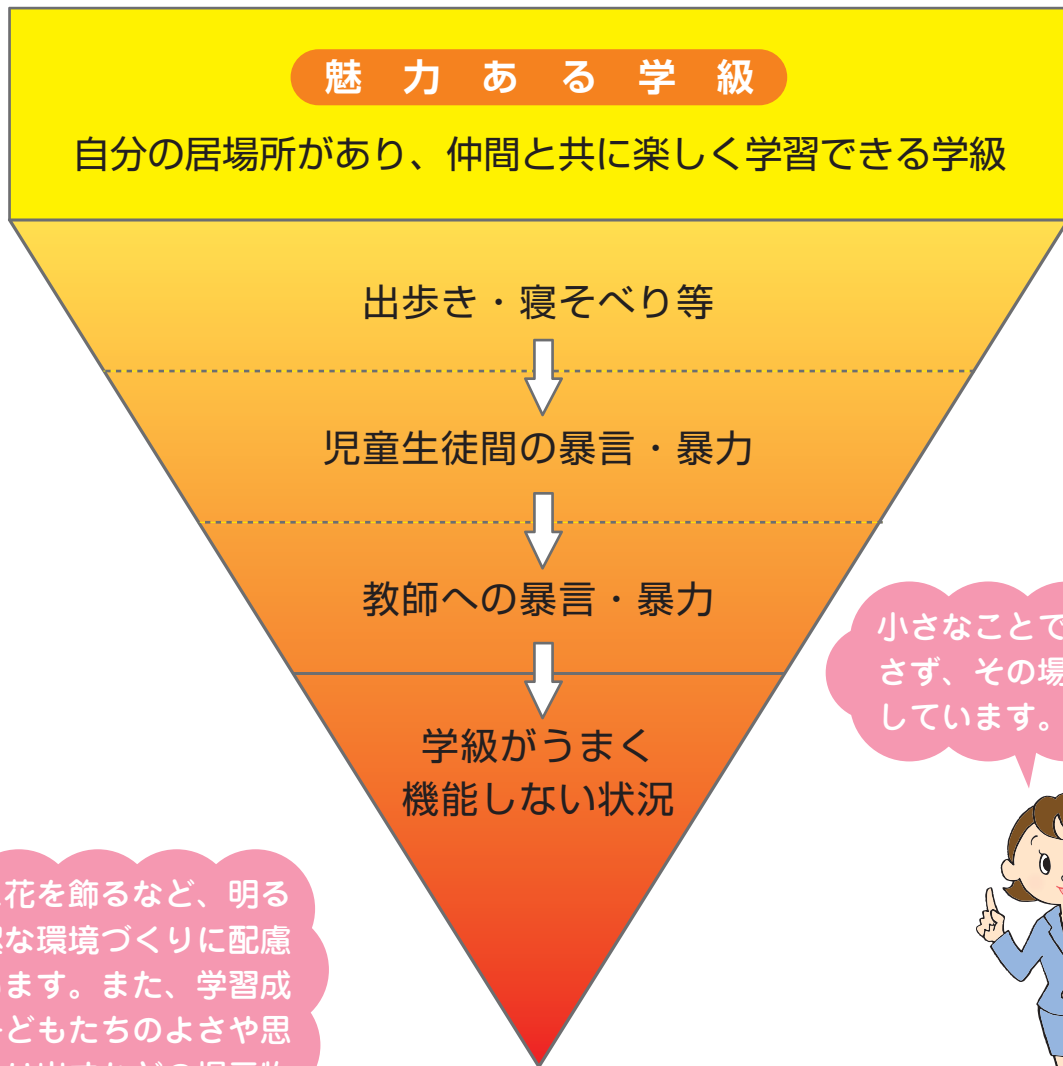 魅力ある学級
自分の居場所があり、仲間と共に楽しく学習できる学級
出歩き・寝そべり等
児童生徒間の暴言・暴力
教師への暴言・暴力
学級がうまく
機能しない状況
小さなことで
さず、その場
しています。
花を飾るなど、明る
な環境づくりに配慮
ます。また、学習成
どもたちのよさや思